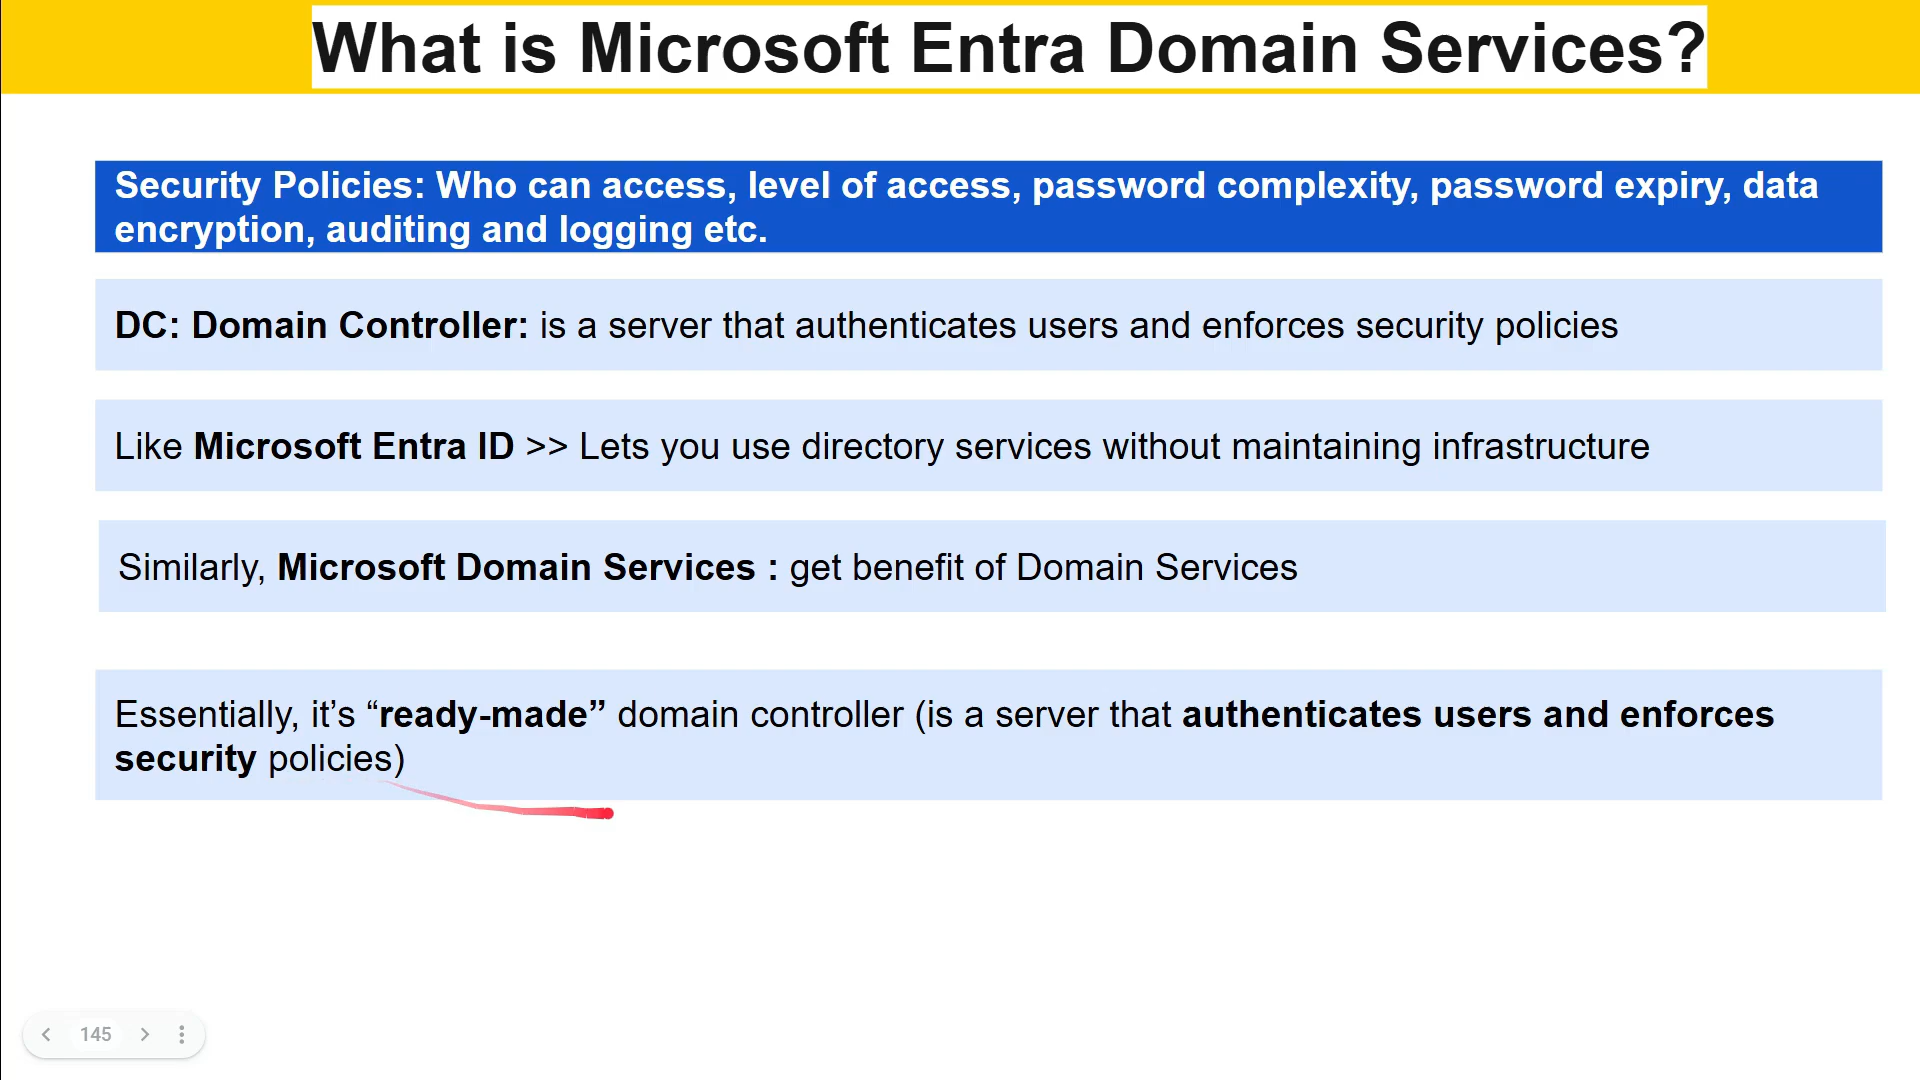 What is Microsoft Entra Domain Services?
Security Policies: Who can access, level of access, password complexity, password expiry, data
encryption, auditing and logging etc.
DC: Domain Controller: is a server that authenticates users and enforces security policies
Like Microsoft Entra ID >> Lets you use directory services without maintaining infrastructure
Similarly, Microsoft Domain Services : get benefit of Domain Services
Essentially, it’s “ready-made” domain controller (is a server that authenticates users and enforces
security policies)
145